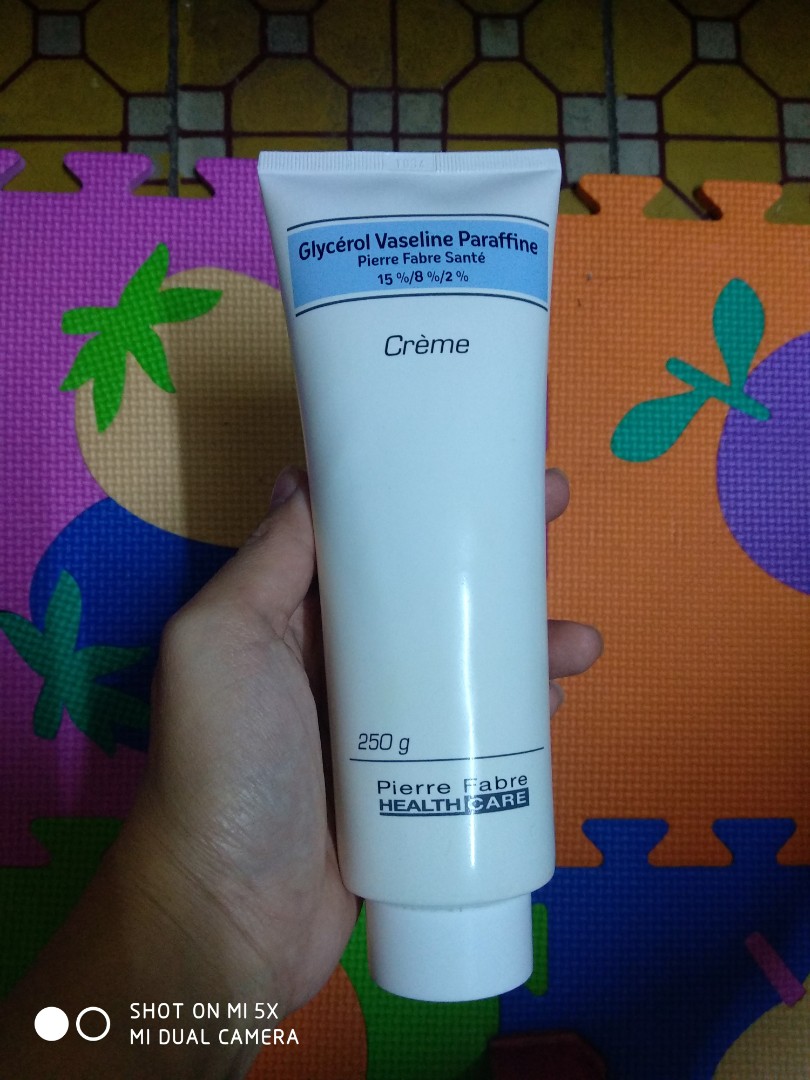 Glycérol Vaseline Paraffine
Pierre Fabre Santé
15 %/8 %/2 %
Crème
250 g
Pierre Fabre
HEALTH CARE
SHOT ON MI 5X
MI DUAL CAMERA